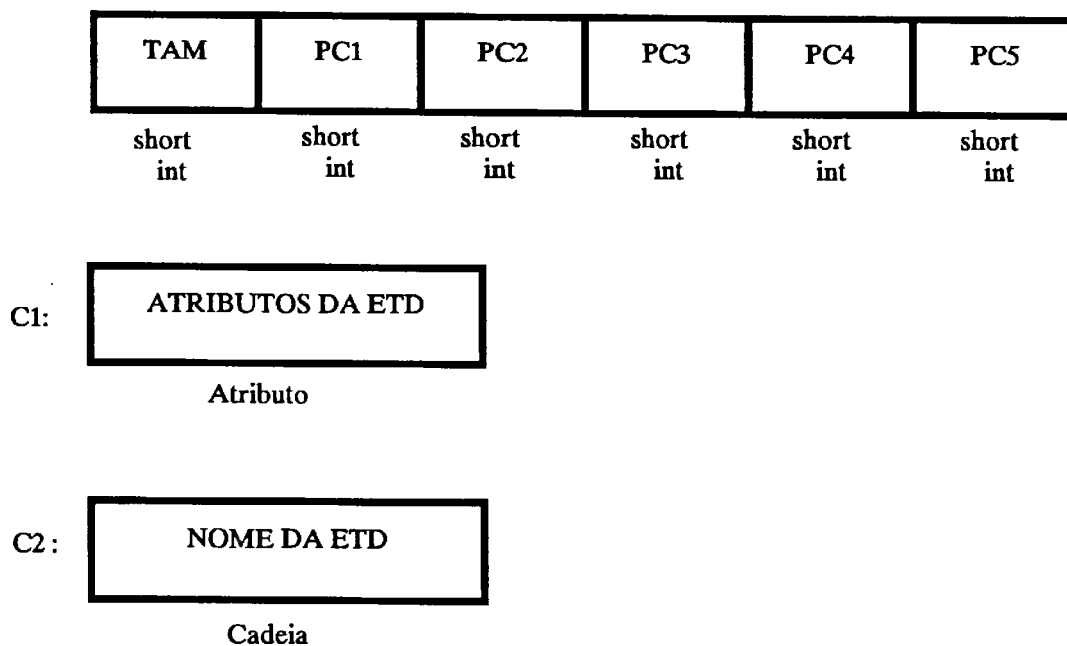 TAM PC1 PC2 PC3 PC4 PC5
short short short short short short
int int int int int int
C1: ATRIBUTOS DA ETD
Atributo
C2 : NOME DA ETD
Cadeia